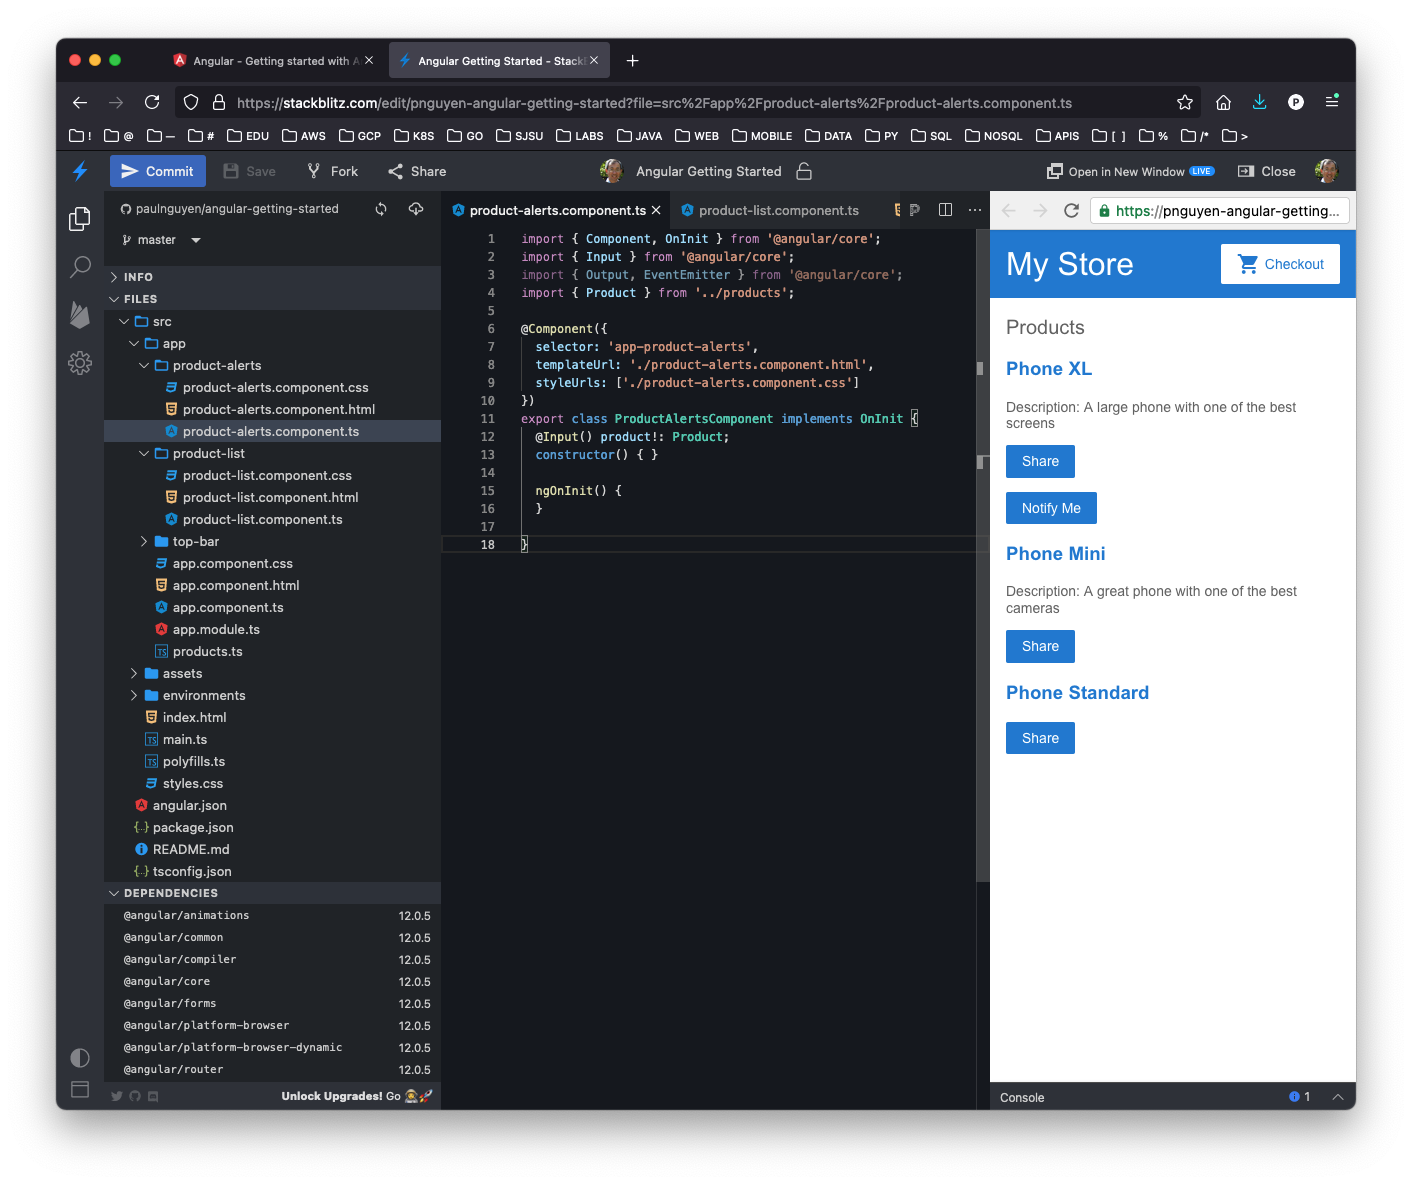 Angular - Getting started with A
Angular Getting Started - StackB
https://stackblitz.com/edit/pnguyen-angular-getting-started?file=src%2Fapp%2Fproduct-alerts%2Fproduct-alerts.component.ts
P
! @ — # EDU AWS GCP K8S GO SJSU LABS JAVA WEB MOBILE DATA PY SQL NOSQL APIS [ ] % /* >
Commit Save Fork Share Angular Getting Started Open in New Window LIVE Close
paulnguyen/angular-getting-started
master
INFO
FILES
src
app
product-alerts
product-alerts.component.css
product-alerts.component.html
product-alerts.component.ts
product-list
product-list.component.css
product-list.component.html
product-list.component.ts
top-bar
app.component.css
app.component.html
app.component.ts
app.module.ts
products.ts
assets
environments
index.html
main.ts
polyfills.ts
styles.css
angular.json
package.json
README.md
tsconfig.json
DEPENDENCIES
@angular/animations 12.0.5
@angular/common 12.0.5
@angular/compiler 12.0.5
@angular/core 12.0.5
@angular/forms 12.0.5
@angular/platform-browser 12.0.5
@angular/platform-browser-dynamic 12.0.5
@angular/router 12.0.5
Unlock Upgrades! Go
product-alerts.component.ts product-list.component.ts
1 import { Component, OnInit } from '@angular/core';
2 import { Input } from '@angular/core';
3 import { Output, EventEmitter } from '@angular/core';
4 import { Product } from '../products';
5
6 @Component({
7 selector: 'app-product-alerts',
8 templateUrl: './product-alerts.component.html',
9 styleUrls: ['./product-alerts.component.css']
10 })
11 export class ProductAlertsComponent implements OnInit {
12 @Input() product!: Product;
13 constructor() { }
14
15 ngOnInit() {
16 }
17
18 }
https://pnguyen-angular-getting...
My Store
Checkout
Products
Phone XL
Description: A large phone with one of the best
screens
Share
Notify Me
Phone Mini
Description: A great phone with one of the best
cameras
Share
Phone Standard
Share
Console 1